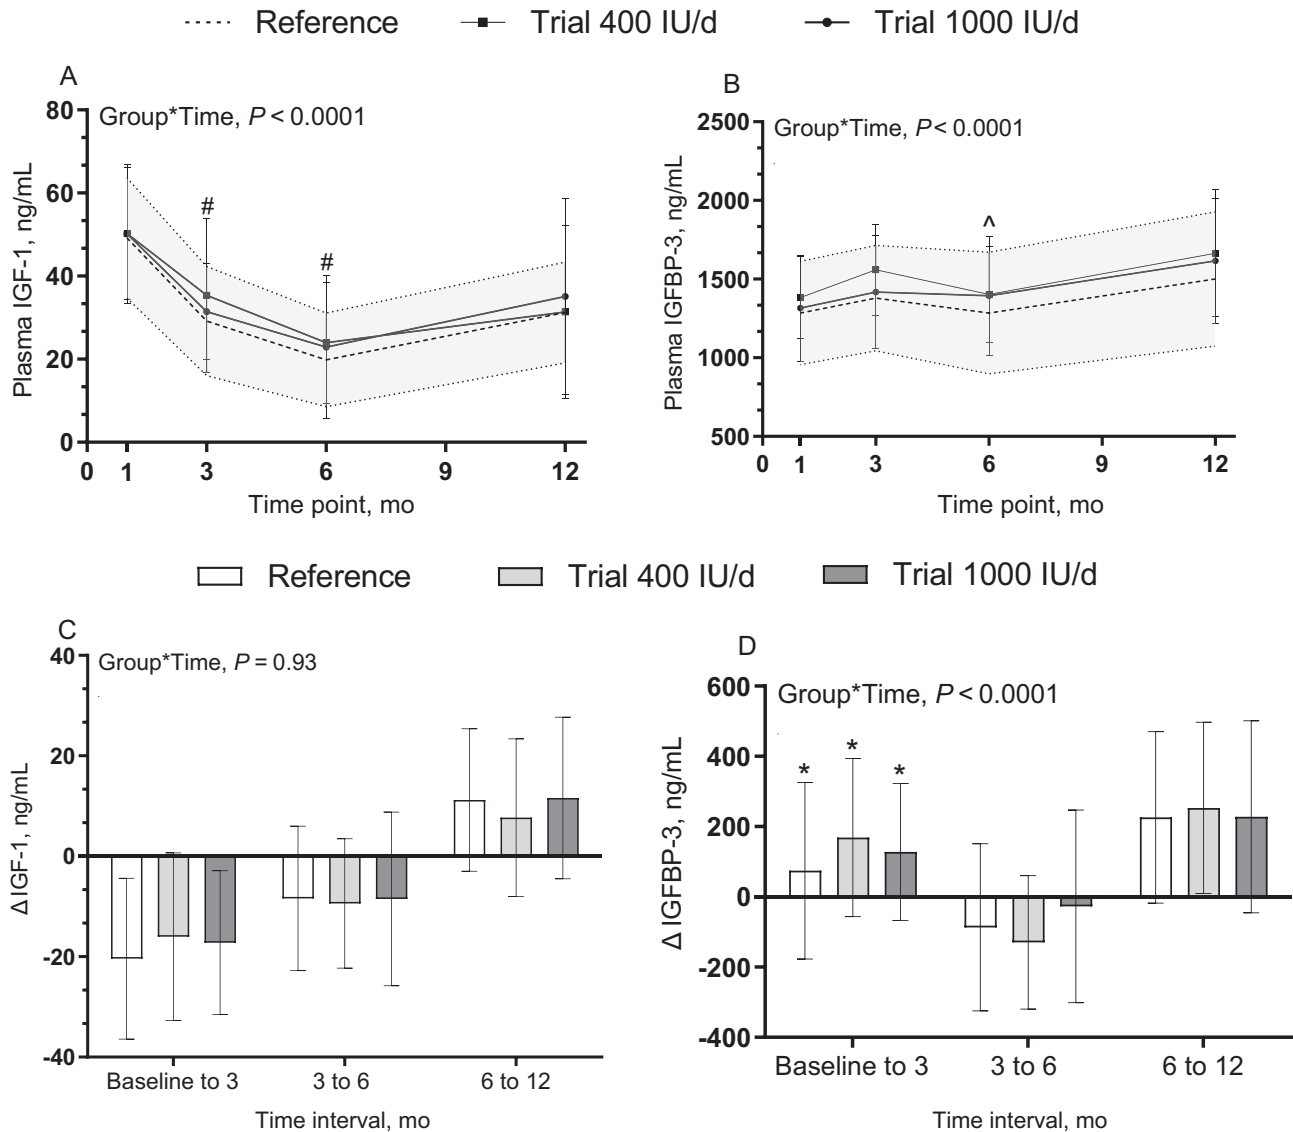 Reference Trial 400 IU/d Trial 1000 IU/d
A
Group*Time, P < 0.0001
Plasma IGF-1, ng/mL
80
60
40
20
0
#
#
0 1 3 6 9 12
Time point, mo
B
Group*Time, P < 0.0001
Plasma IGFBP-3, ng/mL
2500
2000
1500
1000
500
^
0 1 3 6 9 12
Time point, mo
Reference Trial 400 IU/d Trial 1000 IU/d
C
Group*Time, P = 0.93
Δ IGF-1, ng/mL
40
20
0
-20
-40
Baseline to 3 3 to 6 6 to 12
Time interval, mo
D
Group*Time, P < 0.0001
Δ IGFBP-3, ng/mL
600
400
200
0
-200
-400
* * *
Baseline to 3 3 to 6 6 to 12
Time interval, mo